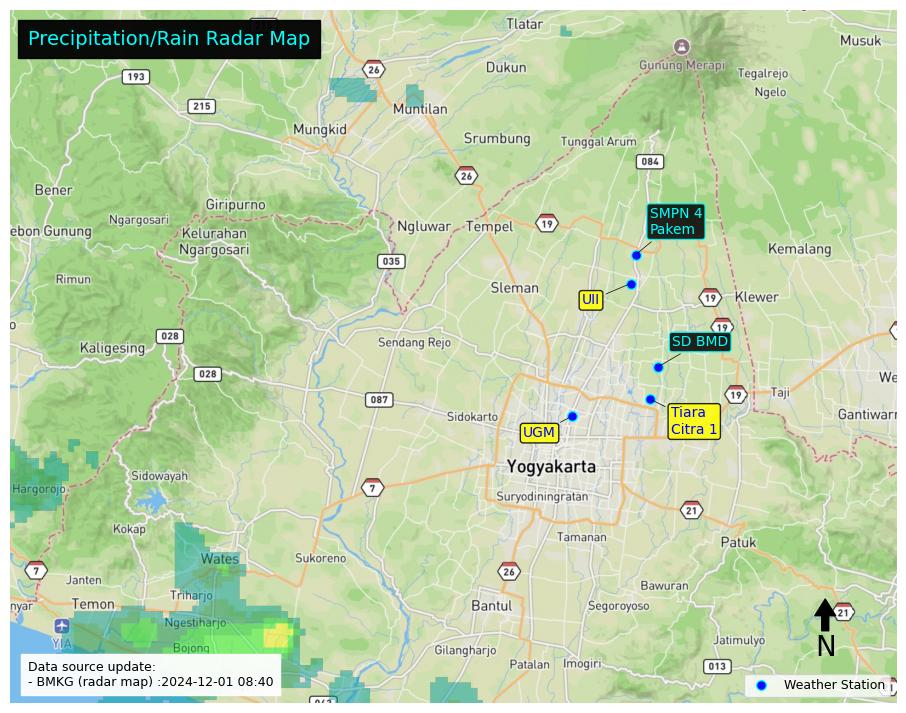 Precipitation/Rain Radar Map
Tlatar
Musuk
Gunung Merapi
26
Dukun
Tegalrejo
193
Ngelo
215
Muntilan
Mungkid
Srumbung
Tunggal Arum
084
26
Bener
Giripurno
SMPN 4
Pakem
Ngargosari
Ngluwar
Tempel
19
ebon Gunung
Kelurahan
Ngargosari
Kemalang
035
Rimun
Sleman
UII
19
Klewer
19
028
Sendang Rejo
SD BMD
Kaligesing
028
We
087
19
Taji
Sidokarto
Tiara
Citra 1
Gantiwarn
UGM
Yogyakarta
Sidowayah
Hargorojo
7
Suryodiningratan
21
Kokap
Tamanan
Patuk
Wates
Sukoreno
7
Janten
26
Bawuran
Triharjo
nyar
Temon
Bantul
Segoroyoso
21
Ngestiharjo
YIA
Bojong
Gilangharjo
Jatimulyo
N
Patalan
Imogiri
013
Data source update:
- BMKG (radar map) :2024-12-01 08:40
Weather Station